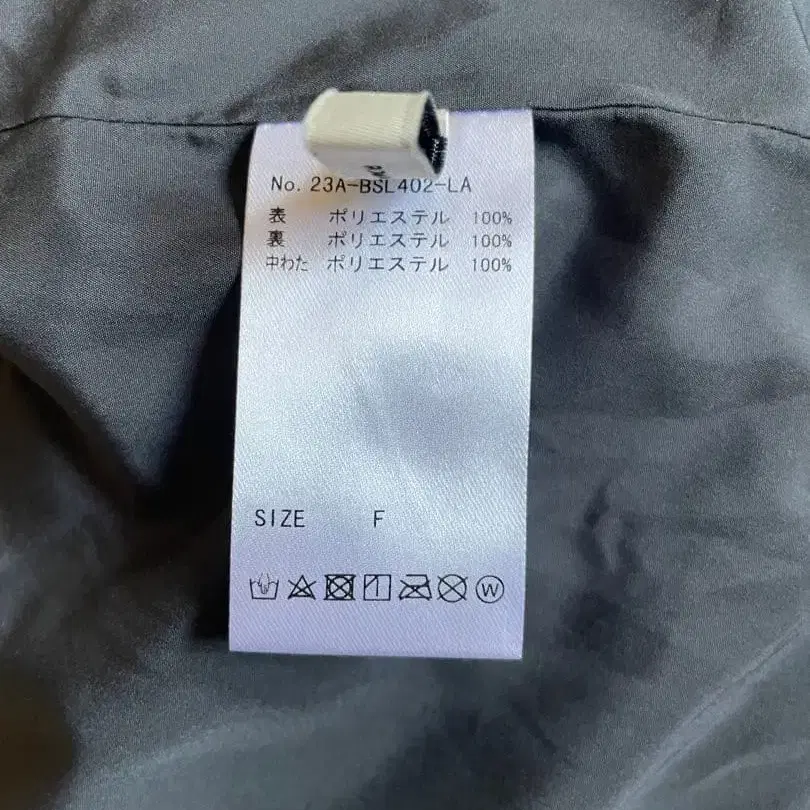 No. 23A-BSL402-LA
表 ポリエステル 100%
裏 ポリエステル 100%
中わた ポリエステル 100%
SIZE F
W